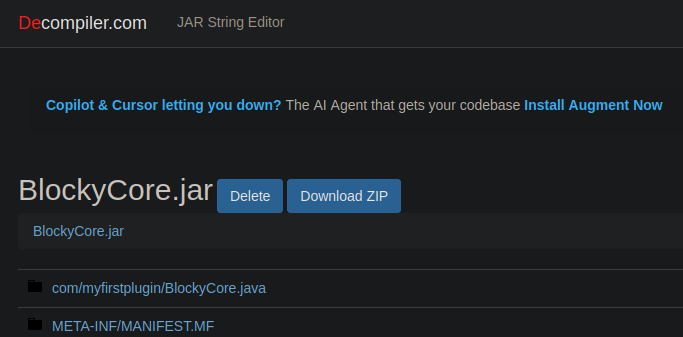 Decompiler.com JAR String Editor
Copilot & Cursor letting you down? The AI Agent that gets your codebase Install Augment Now
BlockyCore.jar Delete Download ZIP
BlockyCore.jar
com/myfirstplugin/BlockyCore.java
META-INF/MANIFEST.MF